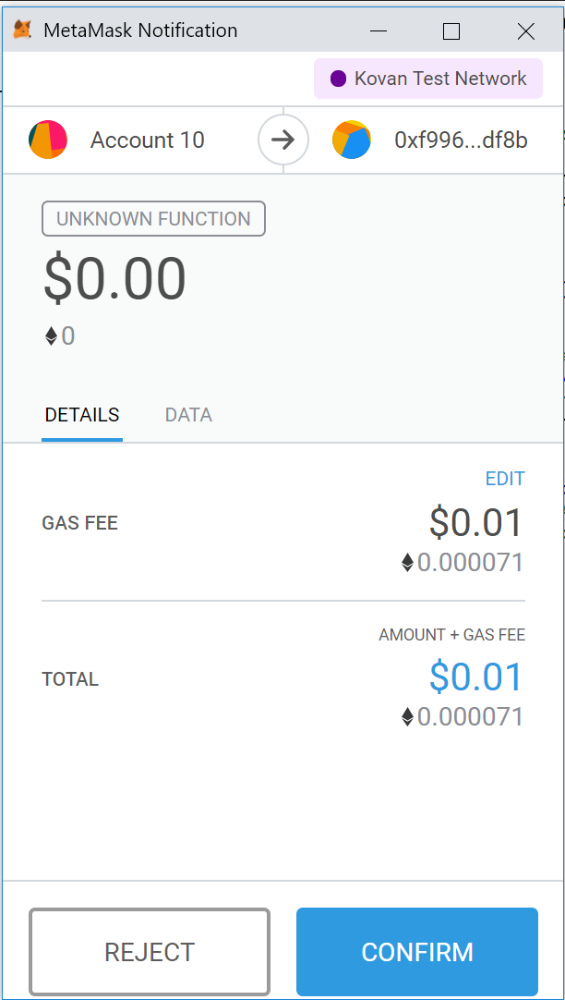 MetaMask Notification
Kovan Test Network
Account 10
0xf996...df8b
UNKNOWN FUNCTION
$0.00
0
DETAILS DATA
EDIT
GAS FEE
$0.01
0.000071
AMOUNT + GAS FEE
TOTAL
$0.01
0.000071
REJECT
CONFIRM